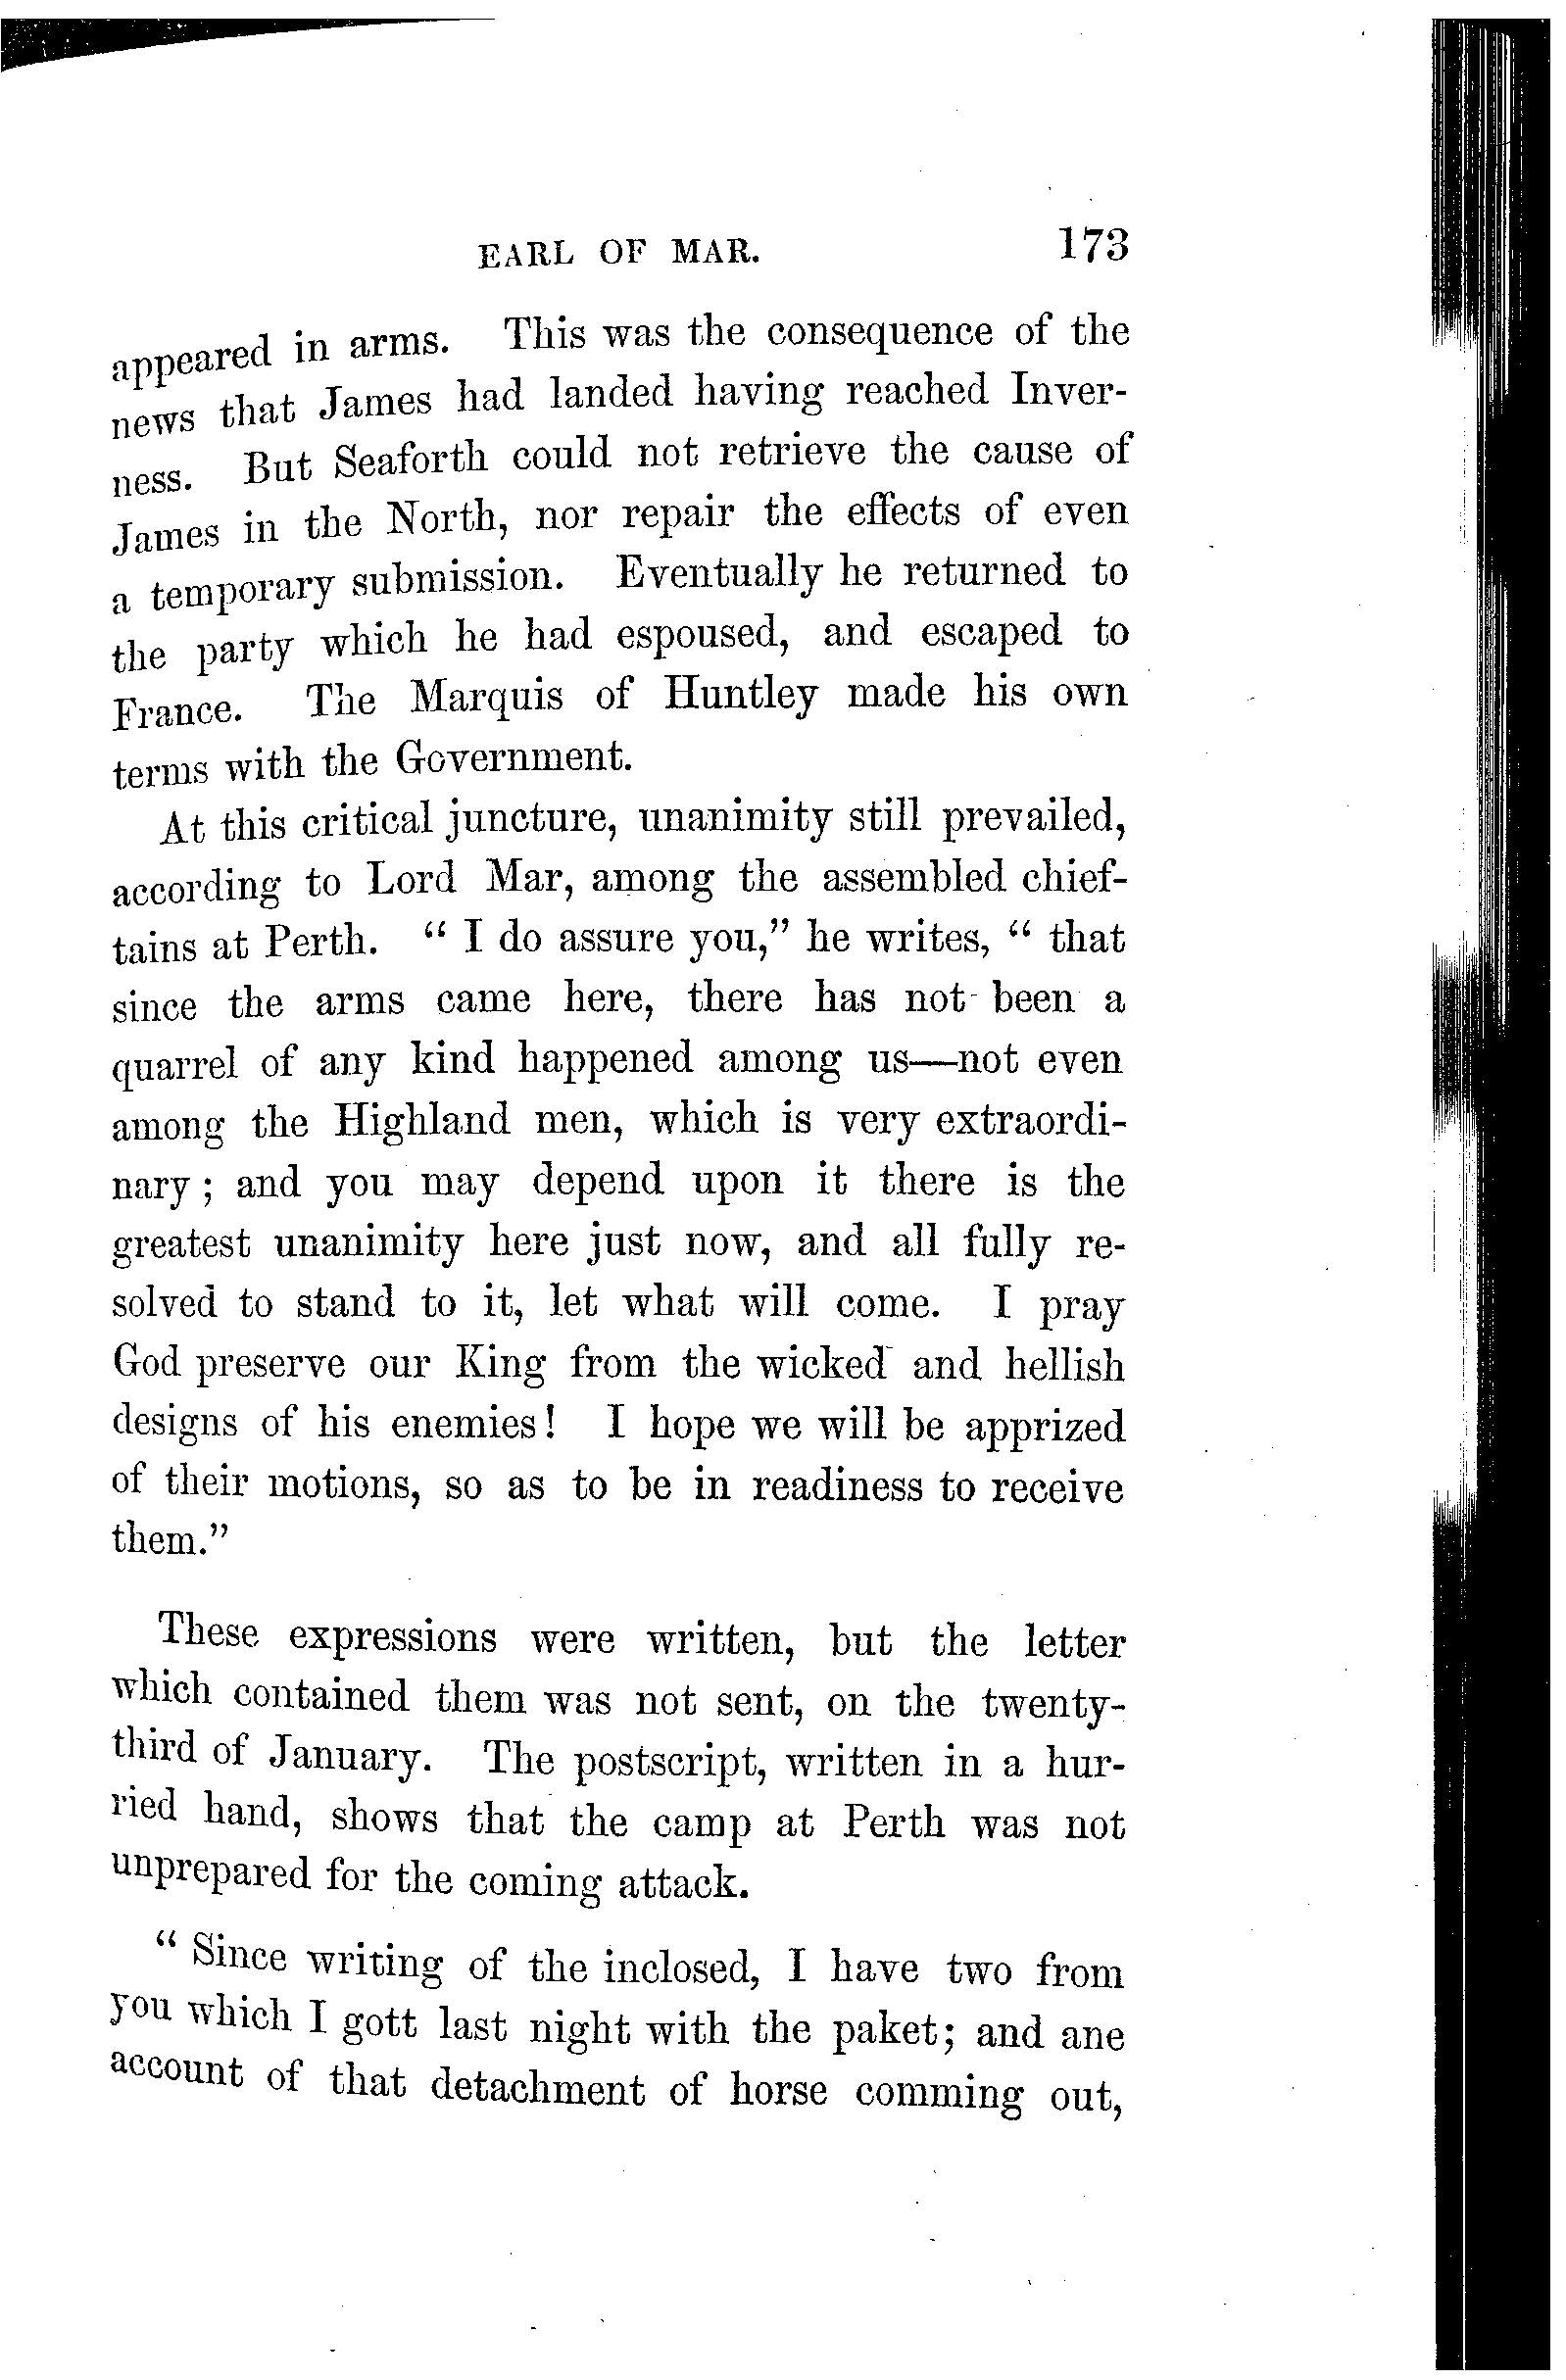 EARL OF MAR. 173
appeared in arms. This was the consequence of the
news that James had landed having reached Inver-
ness. But Seaforth could not retrieve the cause of
James in the North, nor repair the effects of even
a temporary submission. Eventually he returned to
the party which he had espoused, and escaped to
France. The Marquis of Huntley made his own
terms with the Government.
At this critical juncture, unanimity still prevailed,
according to Lord Mar, among the assembled chief-
tains at Perth. “ I do assure you,” he writes, “ that
since the arms came here, there has not been a
quarrel of any kind happened among us—not even
among the Highland men, which is very extraordi-
nary ; and you may depend upon it there is the
greatest unanimity here just now, and all fully re-
solved to stand to it, let what will come. I pray
God preserve our King from the wicked and hellish
designs of his enemies! I hope we will be apprized
of their motions, so as to be in readiness to receive
them.”
These expressions were written, but the letter
which contained them was not sent, on the twenty-
third of January. The postscript, written in a hur-
ried hand, shows that the camp at Perth was not
unprepared for the coming attack.
“ Since writing of the inclosed, I have two from
you which I gott last night with the paket; and ane
account of that detachment of horse comming out,